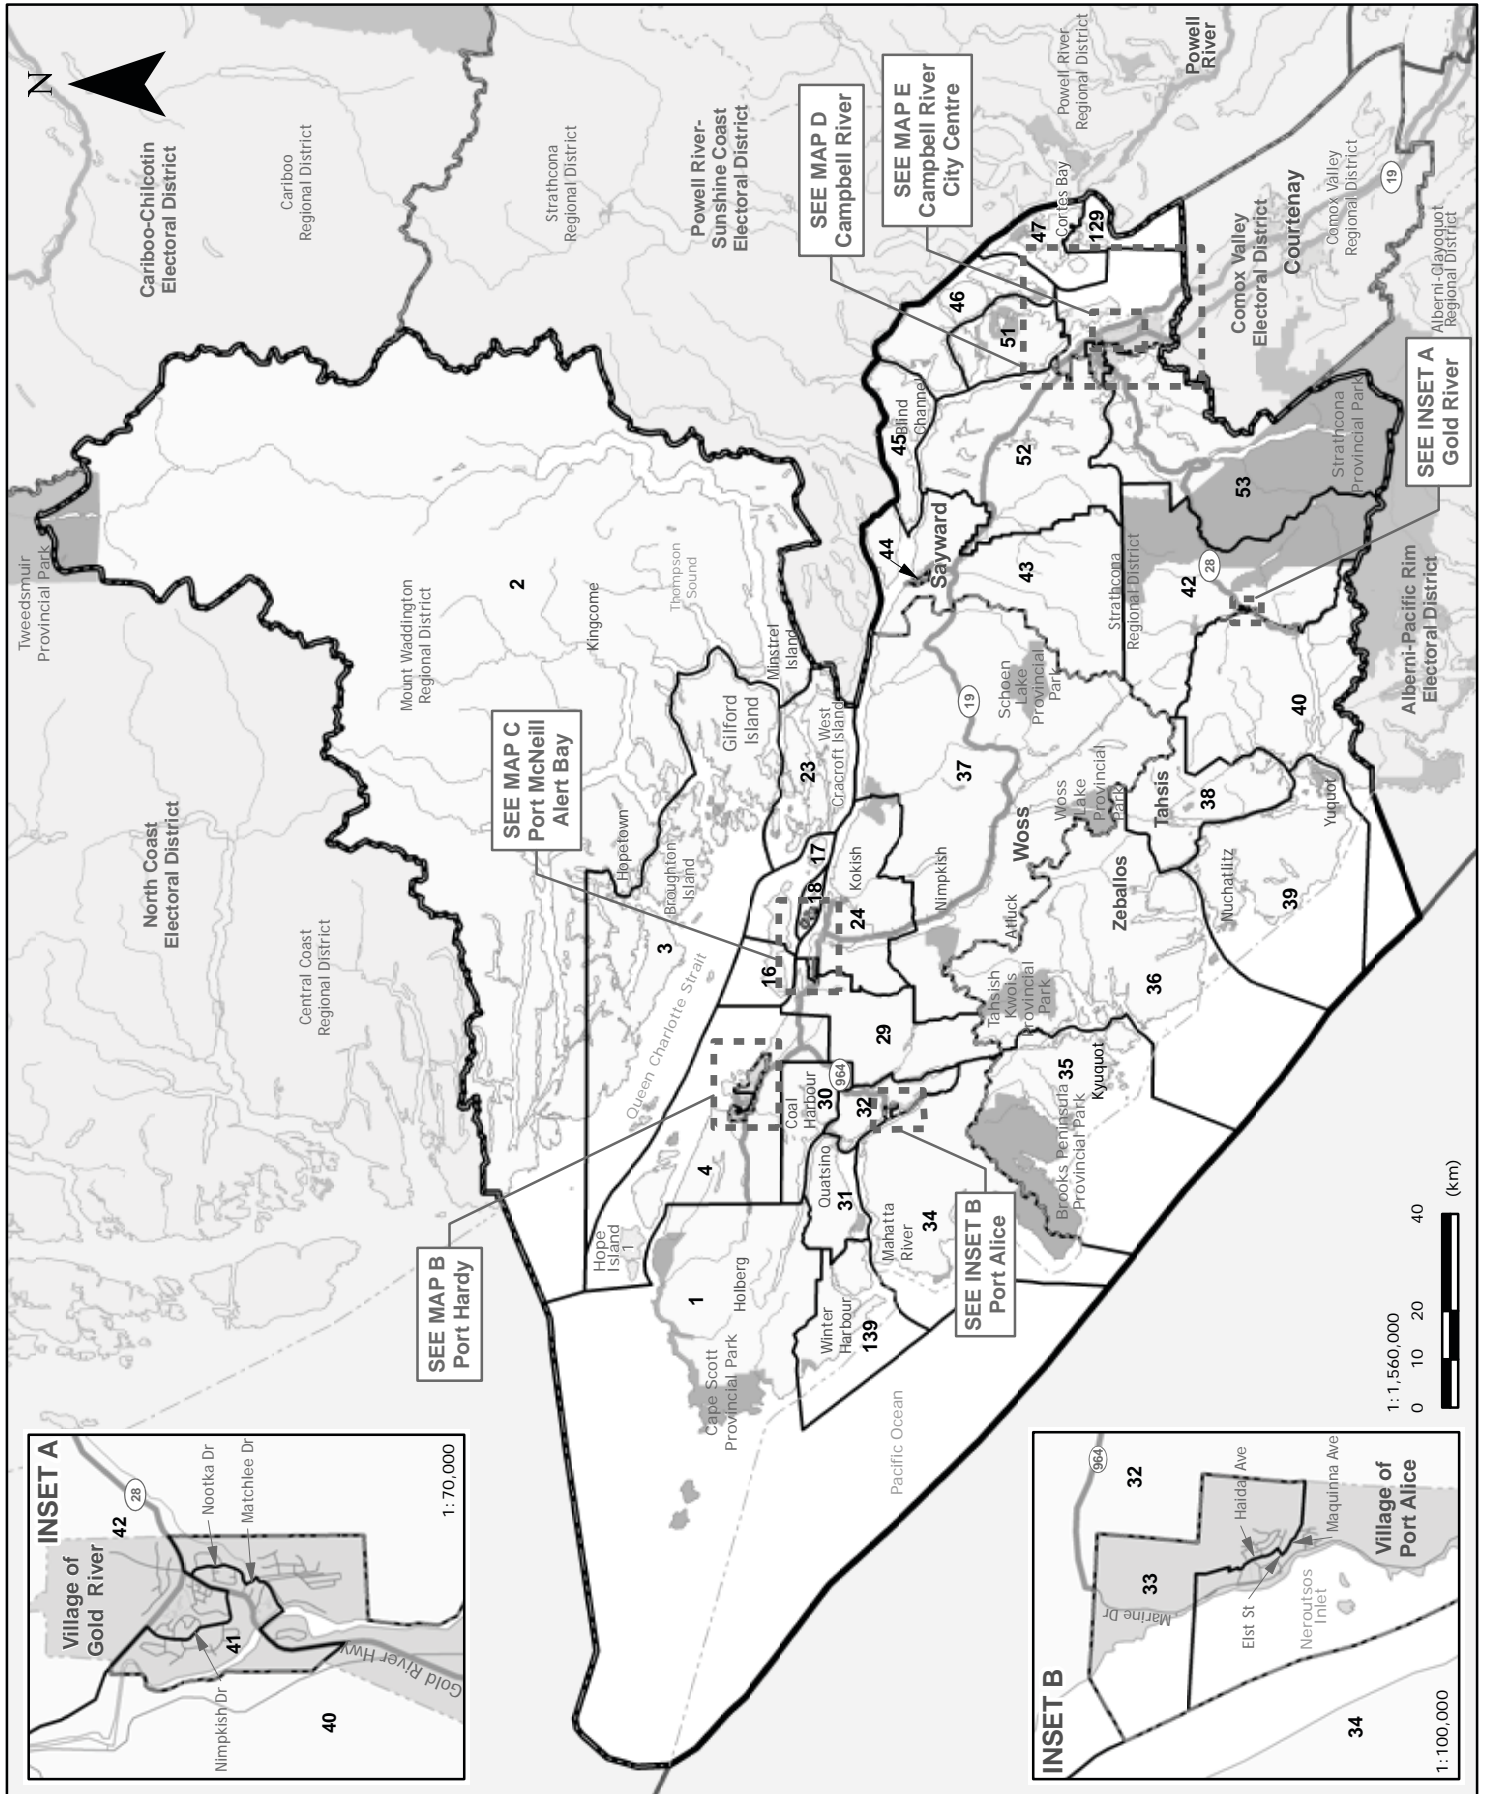 N
Tweedsmuir
Provincial Park
Cariboo-Chilcotin
Electoral District
Cariboo
Regional District
Strathcona
Regional District
Powell River-
Sunshine Coast
Electoral District
SEE MAP D
Campbell River
SEE MAP E
Campbell River
City Centre
Powell River
Regional District
Powell
River
North Coast
Electoral District
Central Coast
Regional District
Mount Waddington
Regional District
2
Kingcome
Thompson
Sound
Minstrel
Island
Gilford
Island
SEE MAP C
Port McNeill
Alert Bay
Hopetown
Broughton
Island
3
Queen Charlotte Strait
23
West
Cracroft Island
17
18
16
Kokish
24
37
19
Nimpkish
Woss
Schoen
Lake
Provincial
Park
Woss
Lake
Provincial
Park
Atluck
Tahsish
Kwois
Provincial
Park
Zeballos
Tahsis
38
36
Nuchatlitz
39
Yuquot
40
Strathcona
Regional District
42
28
43
44
Sayward
45
Blind
Channel
46
51
47
Cortes Bay
129
52
53
Strathcona
Provincial Park
Comox Valley
Electoral District
Courtenay
Comox Valley
Regional District
19
Alberni-Clayoquot
Regional District
SEE INSET A
Gold River
Alberni-Pacific Rim
Electoral District
SEE MAP B
Port Hardy
Hope
Island
1
4
29
964
30
Coal
Harbour
32
Quatsino
31
Mahatta
River
34
35
Kyuquot
Brooks Peninsula
Provincial Park
SEE INSET B
Port Alice
1
Holberg
Cape Scott
Provincial Park
Winter
Harbour
139
Pacific Ocean
1:1,560,000
0
10
20
40
(km)
INSET A
Village of
Gold River
42
28
Nootka Dr
Matchlee Dr
41
Nimpkish Dr
Gold River Hwy
40
1:70,000
INSET B
964
32
33
Marine Dr
Haida Ave
Maquinna Ave
Elst St
Neroutsos
Inlet
Village of
Port Alice
34
1:100,000